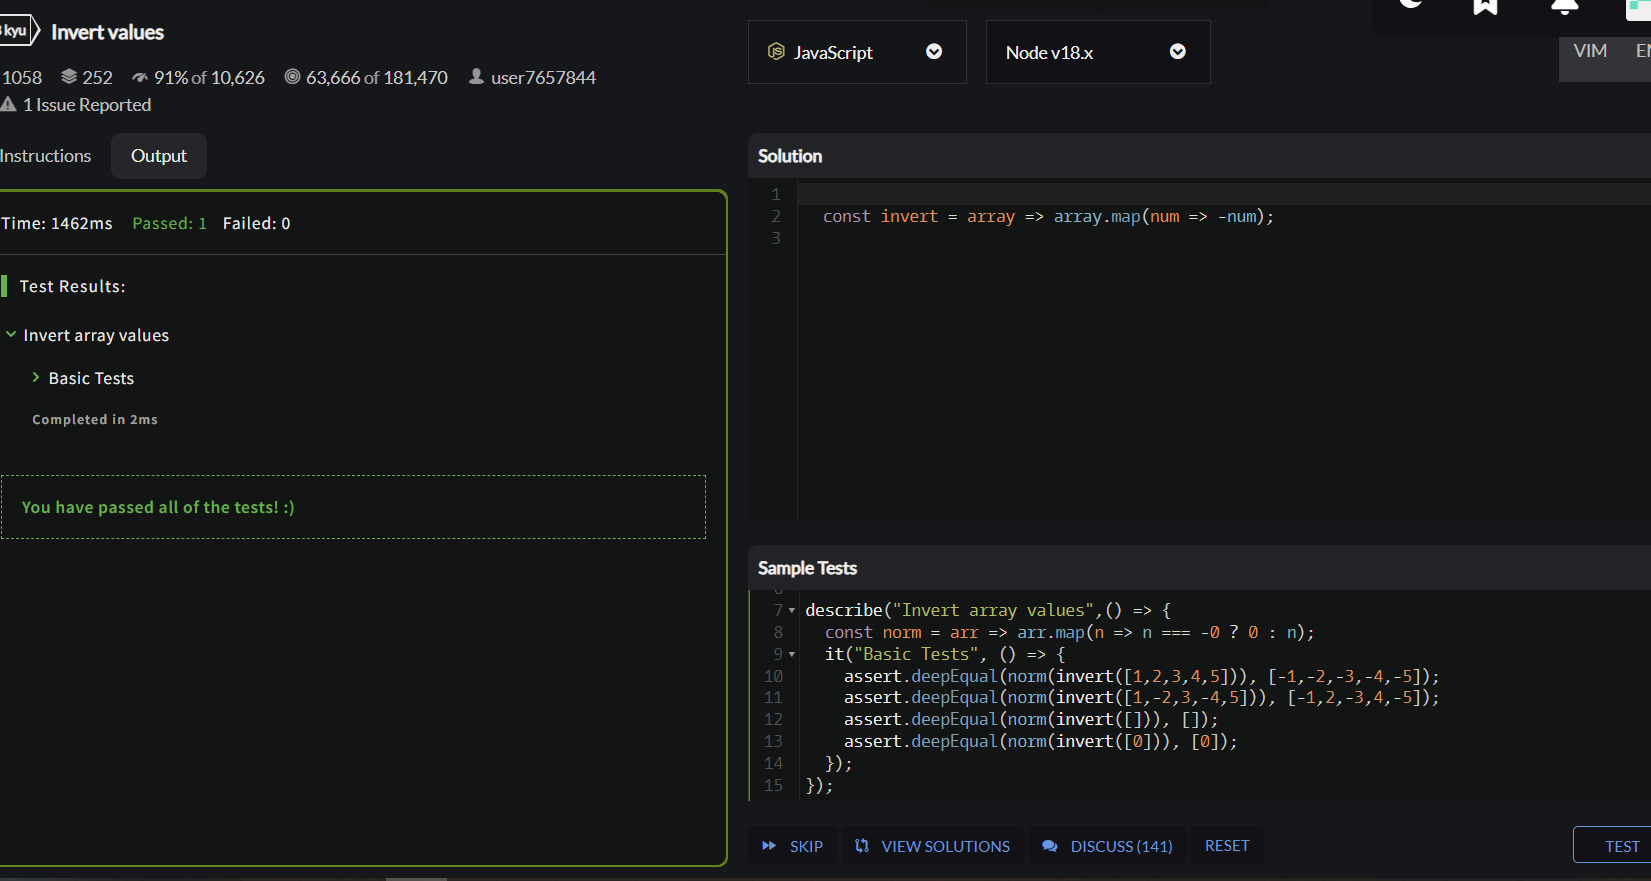 kyu Invert values
1058 252 91% of 10,626 63,666 of 181,470 user7657844
1 Issue Reported
Instructions Output
Time: 1462ms Passed: 1 Failed: 0
Test Results:
Invert array values
Basic Tests
Completed in 2ms
You have passed all of the tests! :)
JavaScript Node v18.x
VIM
Solution
1
2 const invert = array => array.map(num => -num);
3
Sample Tests
7 describe("Invert array values",() => {
8 const norm = arr => arr.map(n => n === -0 ? 0 : n);
9 it("Basic Tests", () => {
10 assert.deepEqual(norm(invert([1,2,3,4,5])), [-1,-2,-3,-4,-5]);
11 assert.deepEqual(norm(invert([1,-2,3,-4,5])), [-1,2,-3,4,-5]);
12 assert.deepEqual(norm(invert([])), []);
13 assert.deepEqual(norm(invert([0])), [0]);
14 });
15 });
SKIP VIEW SOLUTIONS DISCUSS (141) RESET TEST